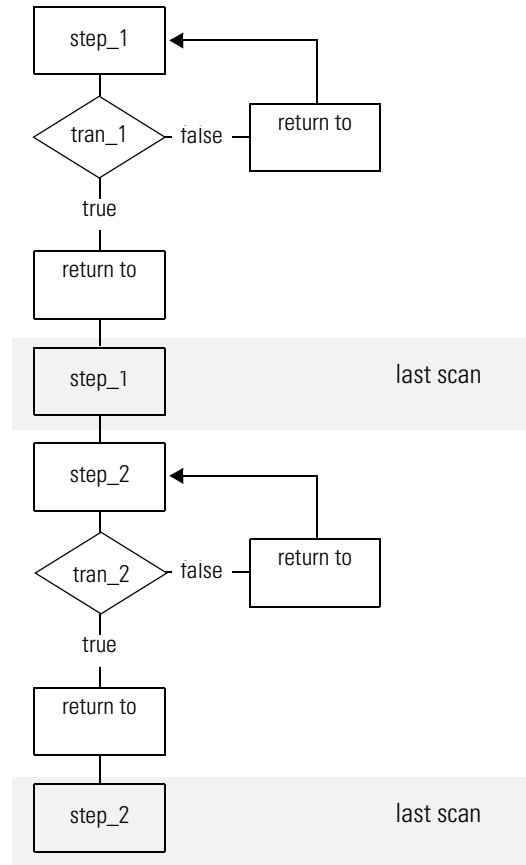 step_1
return to
tran_1
false
true
return to
step_1
last scan
step_2
return to
tran_2
false
true
return to
step_2
last scan